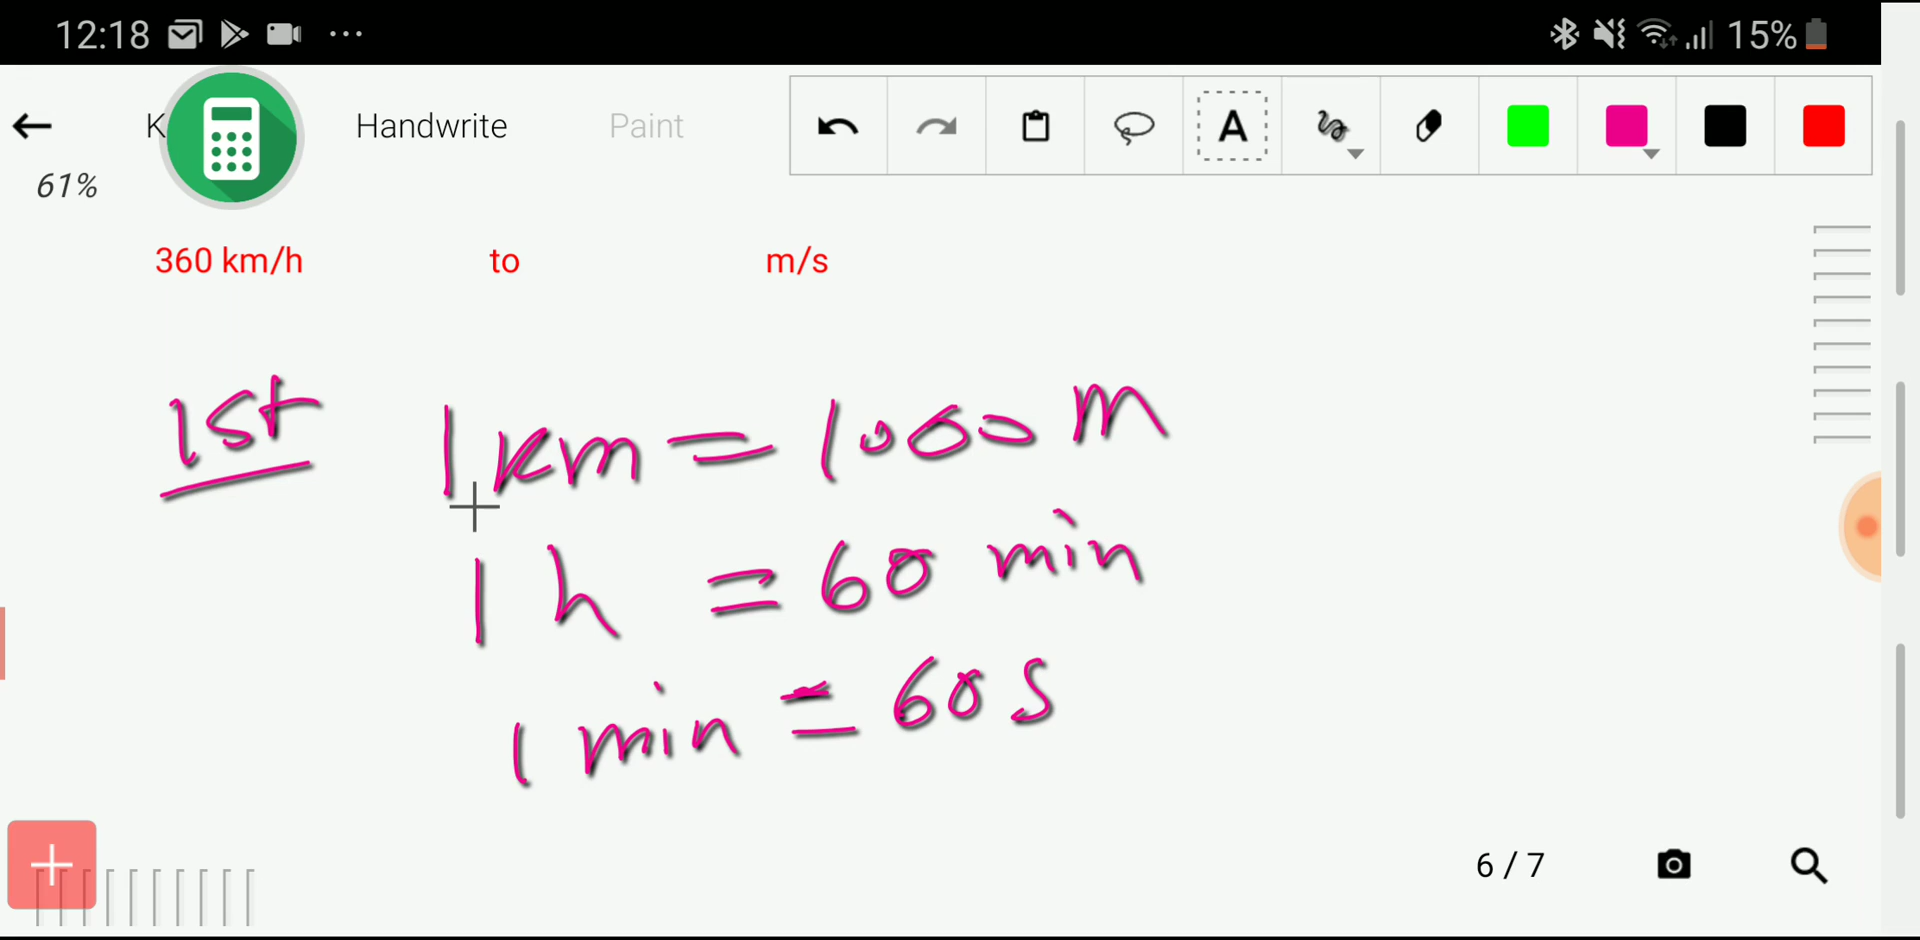 12:18 ... 15%
K Handwrite Paint A
61%
360 km/h to m/s
1st 1 km = 1000 m
1 h = 60 min
1 min = 60 s
6 / 7